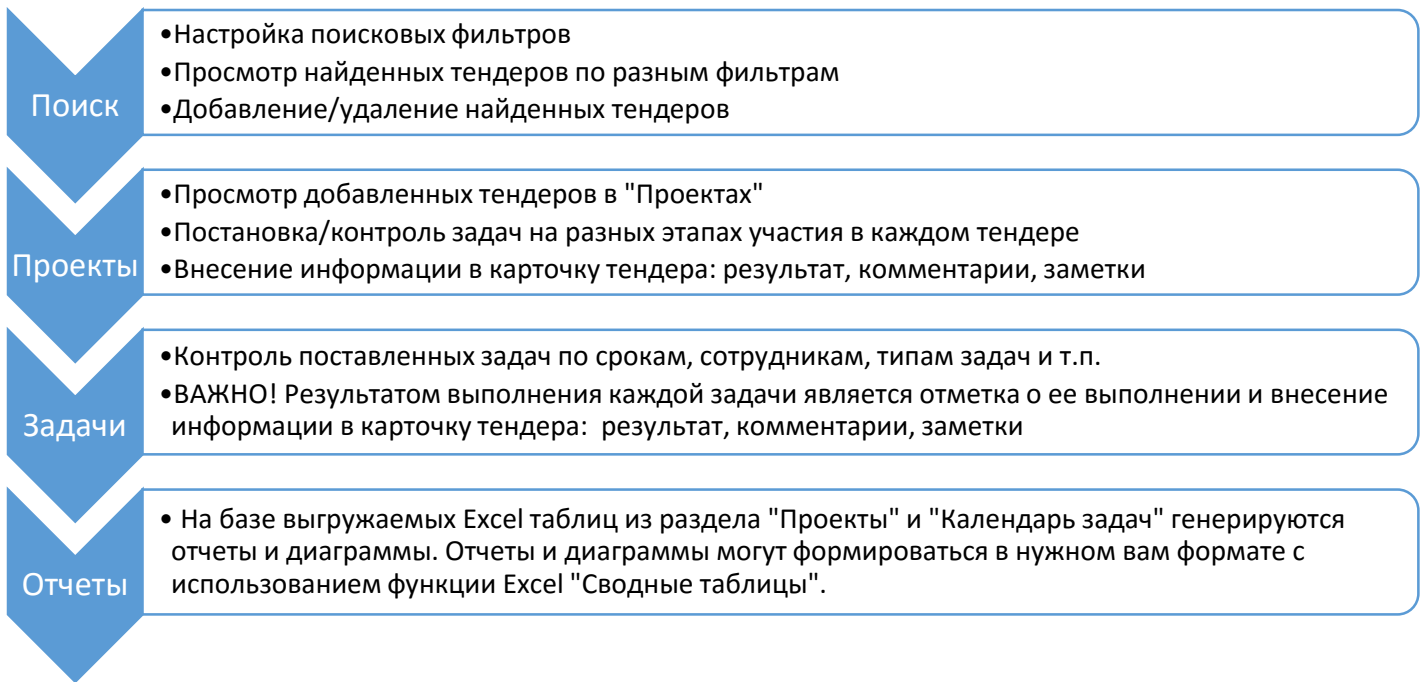 Поиск
•Настройка поисковых фильтров
•Просмотр найденных тендеров по разным фильтрам
•Добавление/удаление найденных тендеров
Проекты
•Просмотр добавленных тендеров в "Проектах"
•Постановка/контроль задач на разных этапах участия в каждом тендере
•Внесение информации в карточку тендера: результат, комментарии, заметки
Задачи
•Контроль поставленных задач по срокам, сотрудникам, типам задач и т.п.
•ВАЖНО! Результатом выполнения каждой задачи является отметка о ее выполнении и внесение
информации в карточку тендера: результат, комментарии, заметки
Отчеты
• На базе выгружаемых Excel таблиц из раздела "Проекты" и "Календарь задач" генерируются
отчеты и диаграммы. Отчеты и диаграммы могут формироваться в нужном вам формате с
использованием функции Excel "Сводные таблицы".